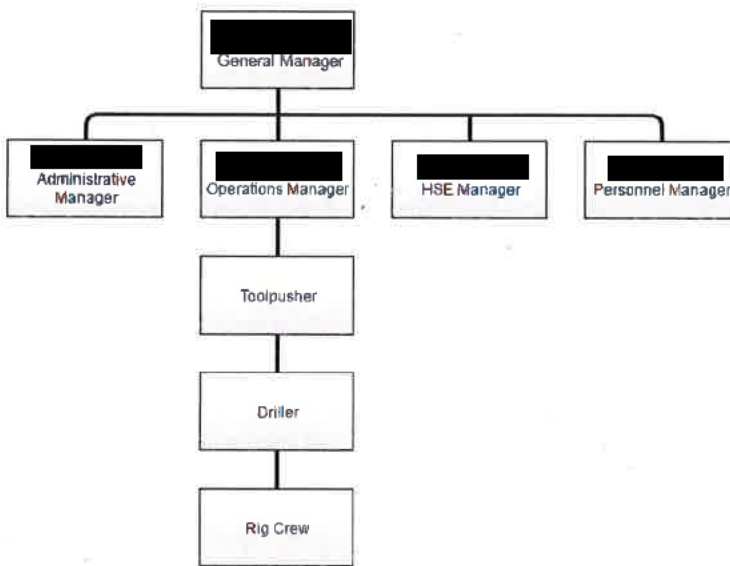 General Manager
Administrative
Manager
Operations Manager
HSE Manager
Personnel Manager
Toolpusher
Driller
Rig Crew